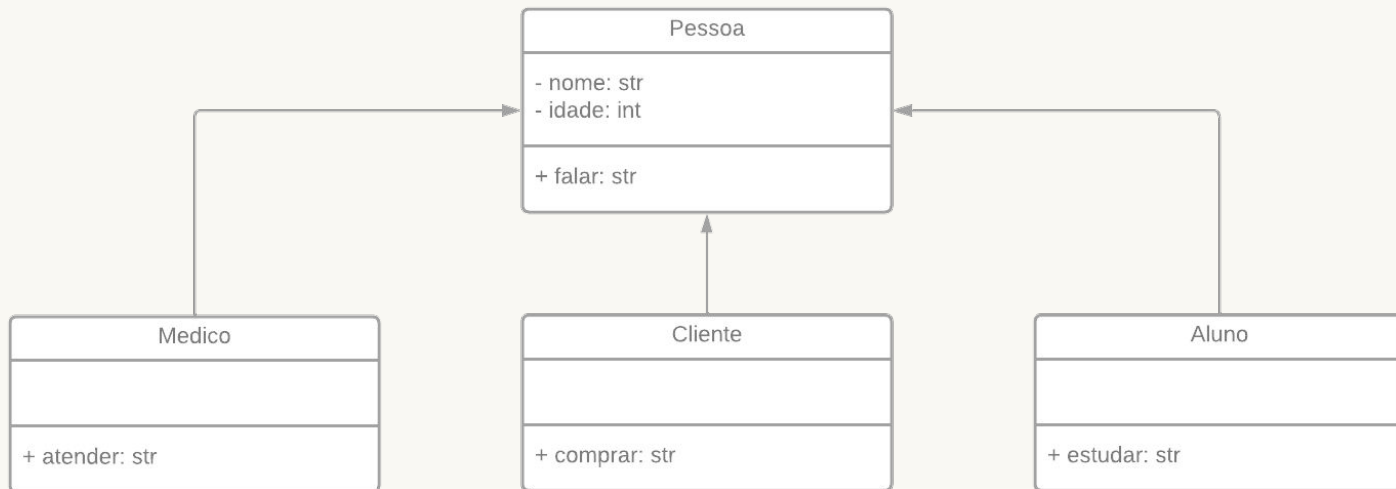 Pessoa
- nome: str
- idade: int
+ falar: str
Medico
+ atender: str
Cliente
+ comprar: str
Aluno
+ estudar: str